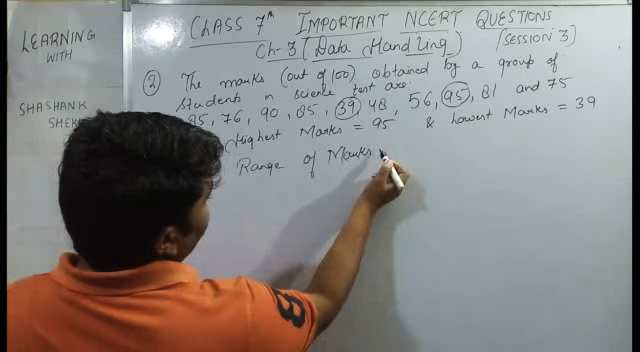 CLASS 7th IMPORTANT NCERT QUESTIONS
Ch-3 (Data Handling) (SESSION 3)
LEARNING
WITH
SHASHANK
SHEK
② The marks (out of 100) obtained by a group of
students in science test are:
85, 76, 90, 85, 39, 48, 56, 95, 81 and 75
Highest Marks = 95 & Lowest Marks = 39
Range of Marks
3